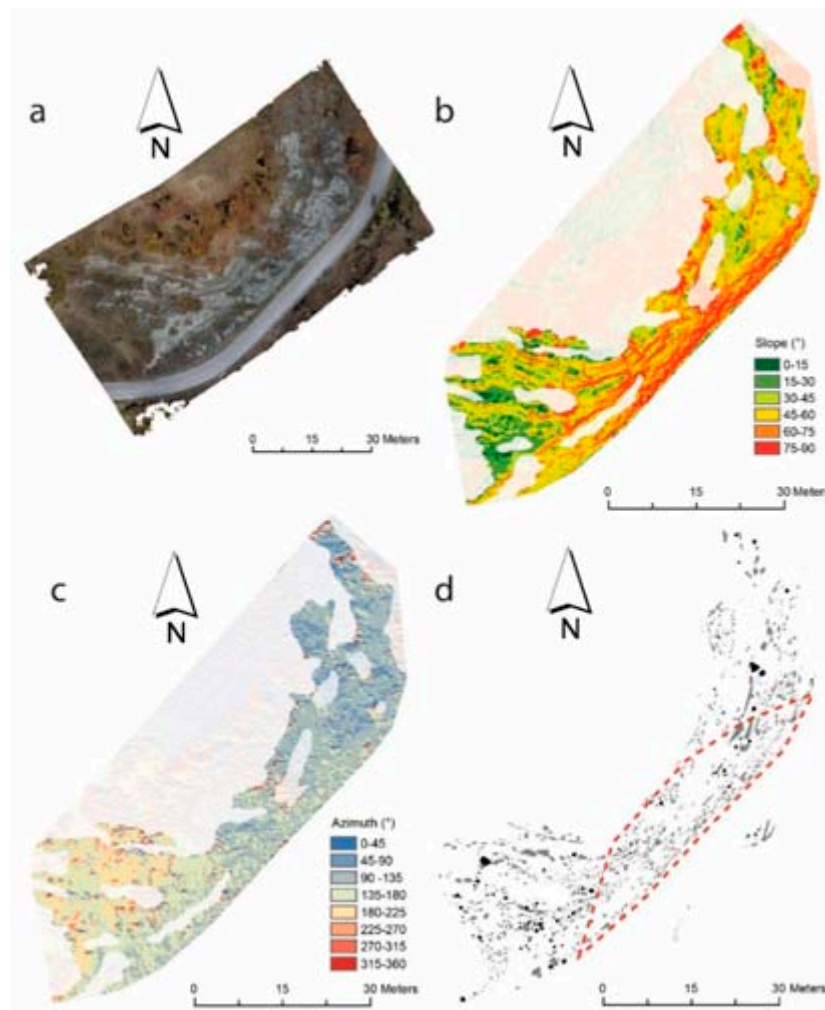 a
N
0 15 30 Meters
b
N
Slope (°)
0-15
15-30
30-45
45-60
60-75
75-90
0 15 30 Meters
c
N
Azimuth (°)
0-45
45-90
90 -135
135-180
180-225
225-270
270-315
315-360
0 15 30 Meters
d
N
0 15 30 Meters